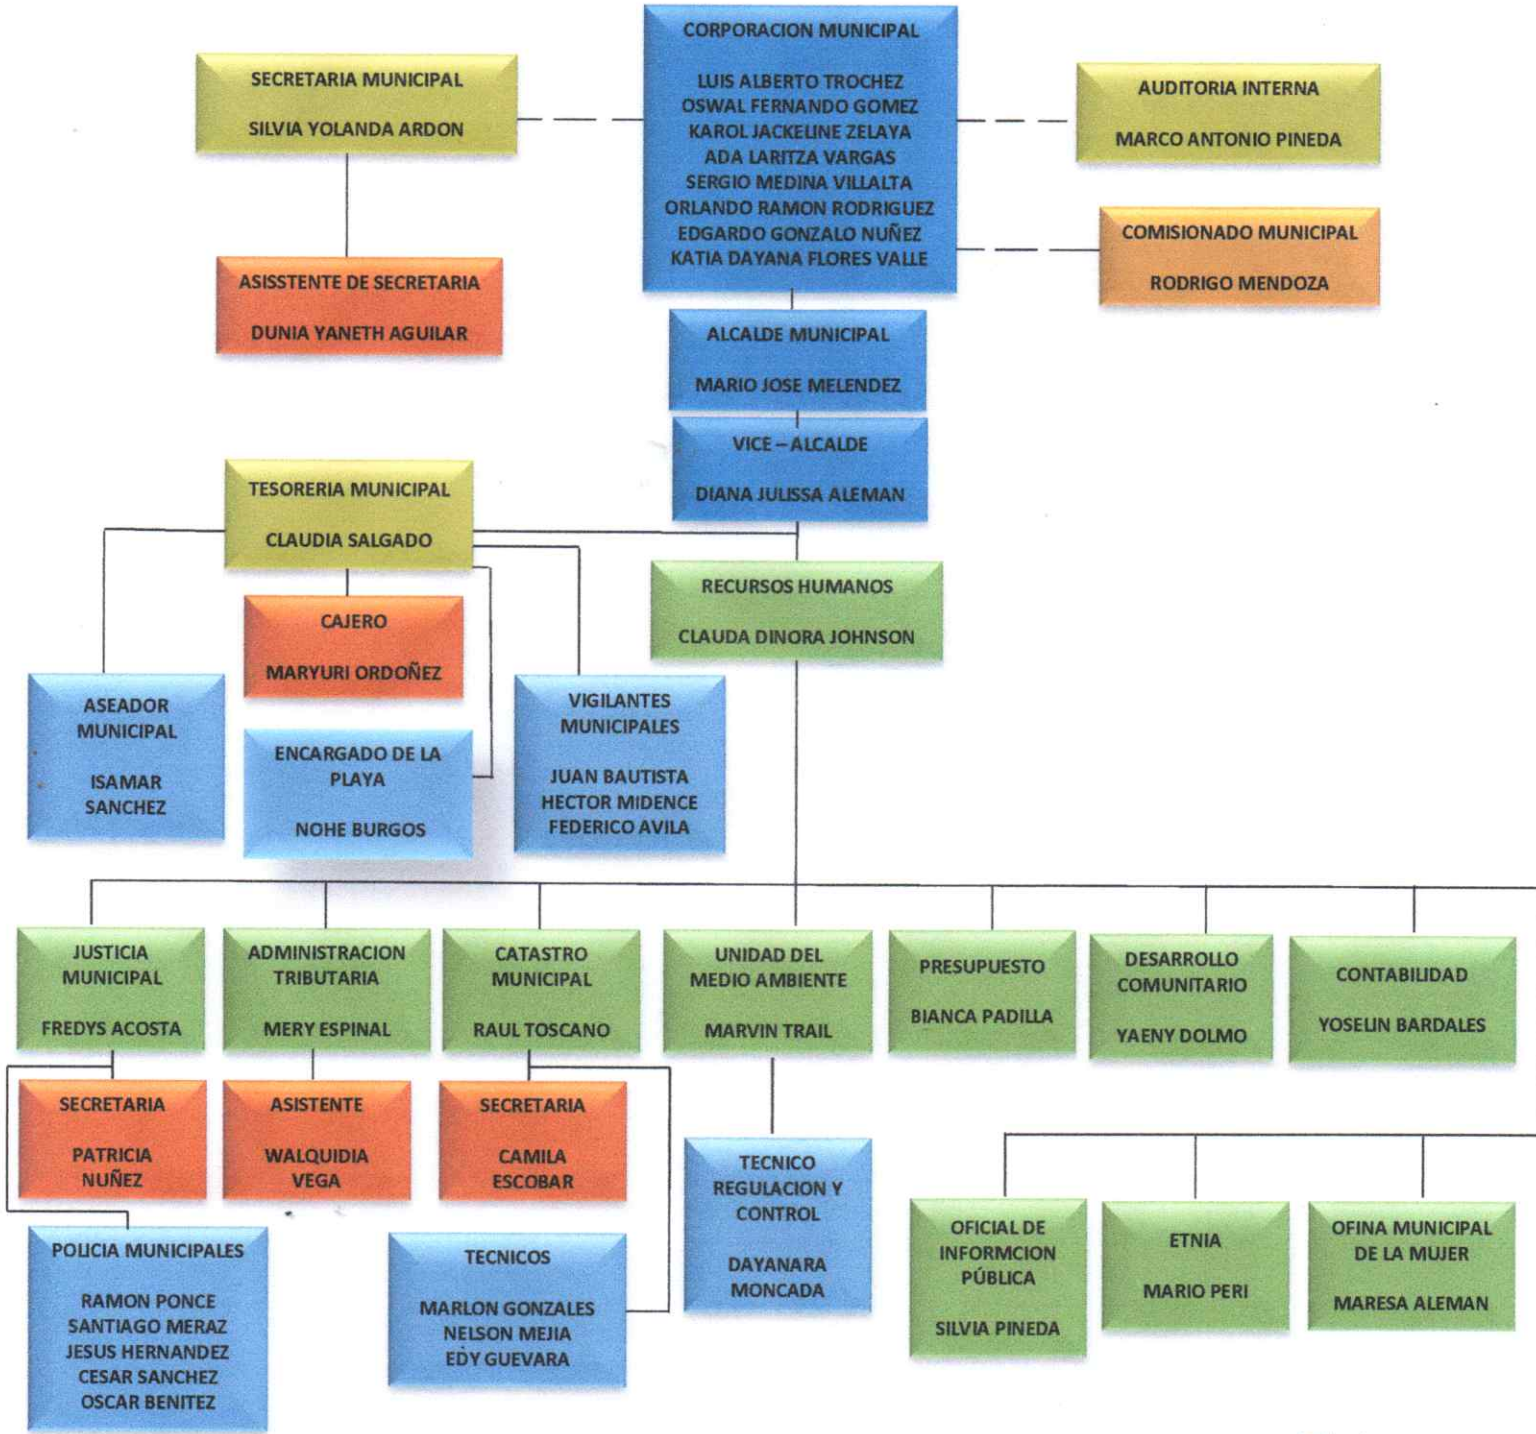 CORPORACION MUNICIPAL
LUIS ALBERTO TROCHEZ
OSWAL FERNANDO GOMEZ
KAROL JACKELINE ZELAYA
ADA LARITZA VARGAS
SERGIO MEDINA VILLALTA
ORLANDO RAMON RODRIGUEZ
EDGARDO GONZALO NUÑEZ
KATIA DAYANA FLORES VALLE
SECRETARIA MUNICIPAL
SILVIA YOLANDA ARDON
AUDITORIA INTERNA
MARCO ANTONIO PINEDA
COMISIONADO MUNICIPAL
RODRIGO MENDOZA
ASISSTENTE DE SECRETARIA
DUNIA YANETH AGUILAR
ALCALDE MUNICIPAL
MARIO JOSE MELENDEZ
VICE – ALCALDE
DIANA JULISSA ALEMAN
TESORERIA MUNICIPAL
CLAUDIA SALGADO
RECURSOS HUMANOS
CLAUDA DINORA JOHNSON
CAJERO
MARYURI ORDOÑEZ
ASEADOR
MUNICIPAL
ISAMAR
SANCHEZ
ENCARGADO DE LA
PLAYA
NOHE BURGOS
VIGILANTES
MUNICIPALES
JUAN BAUTISTA
HECTOR MIDENCE
FEDERICO AVILA
JUSTICIA
MUNICIPAL
FREDYS ACOSTA
ADMINISTRACION
TRIBUTARIA
MERY ESPINAL
CATASTRO
MUNICIPAL
RAUL TOSCANO
UNIDAD DEL
MEDIO AMBIENTE
MARVIN TRAIL
PRESUPUESTO
BIANCA PADILLA
DESARROLLO
COMUNITARIO
YAENY DOLMO
CONTABILIDAD
YOSELIN BARDALES
SECRETARIA
PATRICIA
NUÑEZ
ASISTENTE
WALQUIDIA
VEGA
SECRETARIA
CAMILA
ESCOBAR
TECNICO
REGULACION Y
CONTROL
DAYANARA
MONCADA
POLICIA MUNICIPALES
RAMON PONCE
SANTIAGO MERAZ
JESUS HERNANDEZ
CESAR SANCHEZ
OSCAR BENITEZ
TECNICOS
MARLON GONZALES
NELSON MEJIA
EDY GUEVARA
OFICIAL DE
INFORMCION
PÚBLICA
SILVIA PINEDA
ETNIA
MARIO PERI
OFINA MUNICIPAL
DE LA MUJER
MARESA ALEMAN